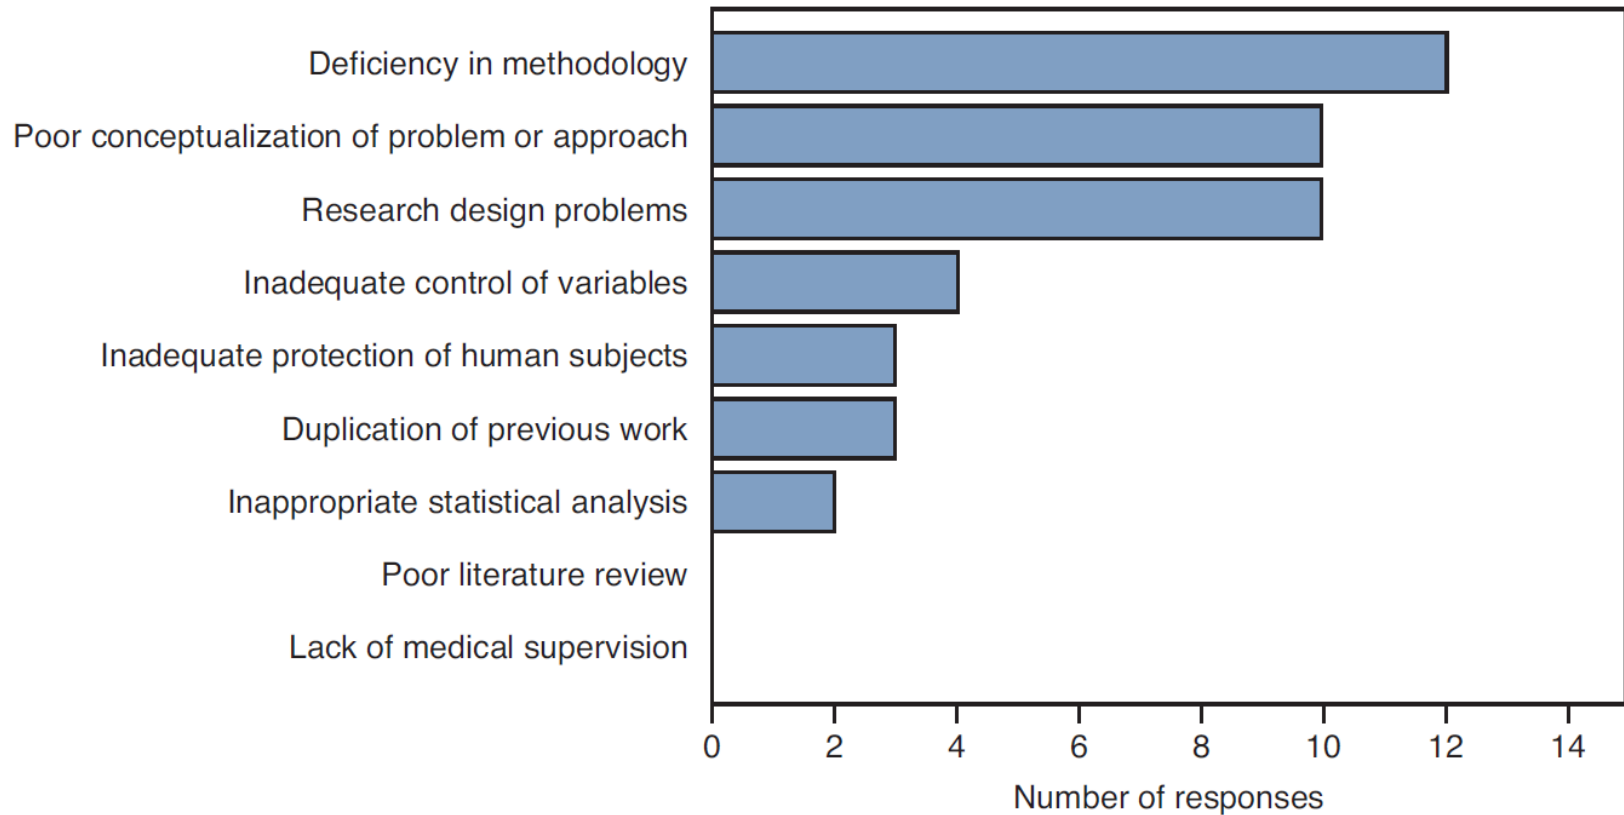 Deficiency in methodology
Poor conceptualization of problem or approach
Research design problems
Inadequate control of variables
Inadequate protection of human subjects
Duplication of previous work
Inappropriate statistical analysis
Poor literature review
Lack of medical supervision
0 2 4 6 8 10 12 14
Number of responses